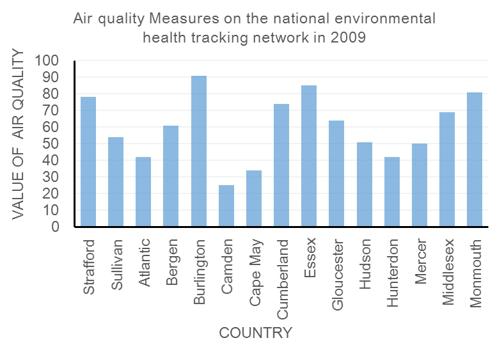 Air quality Measures on the national environmental
health tracking network in 2009
VALUE OF AIR QUALITY
100
90
80
70
60
50
40
30
20
10
0
Strafford
Sullivan
Atlantic
Bergen
Burlington
Camden
Cape May
Cumberland
Essex
Gloucester
Hudson
Hunterdon
Mercer
Middlesex
Monmouth
COUNTRY